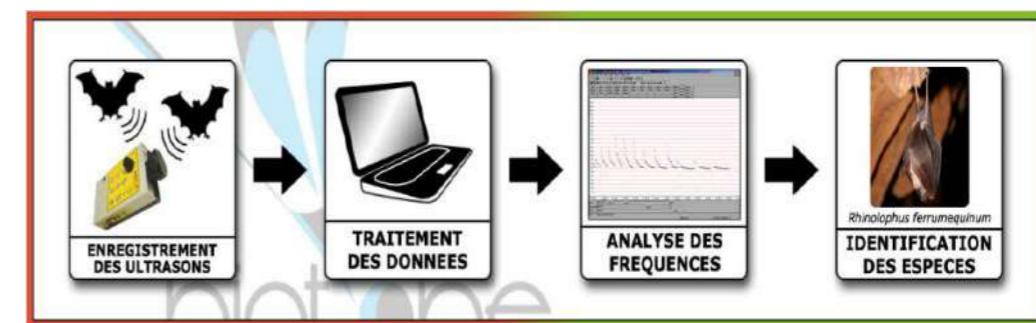 ENREGISTREMENT
DES ULTRASONS
TRAITEMENT
DES DONNEES
ANALYSE DES
FREQUENCES
Rhinolophus ferrumequinum
IDENTIFICATION
DES ESPECES